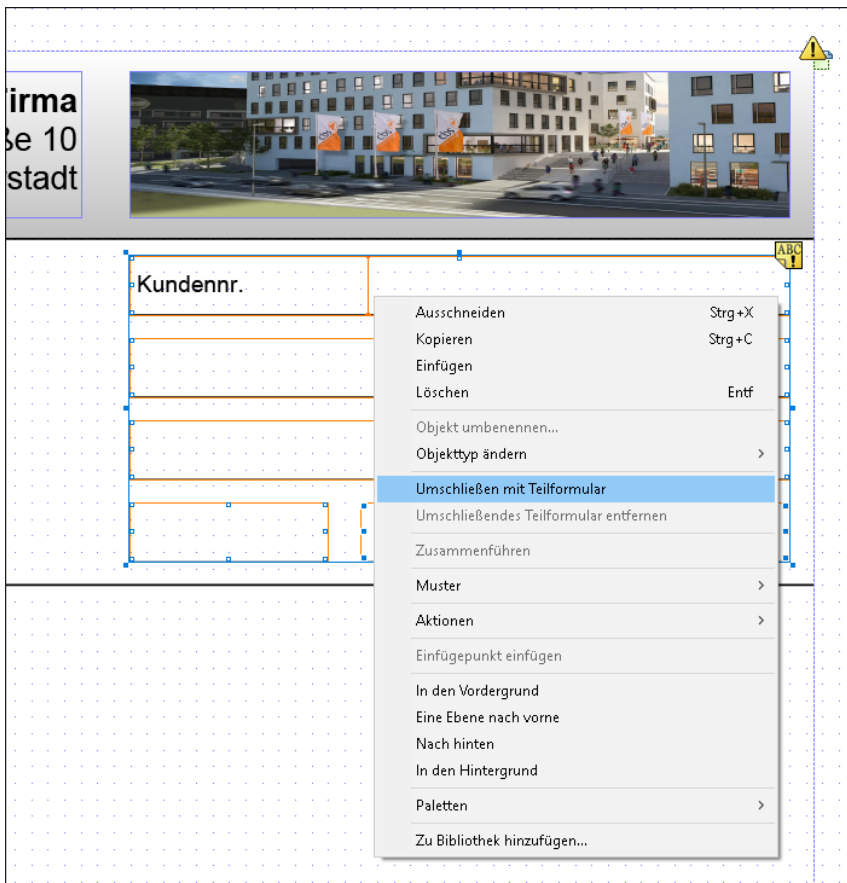 irma
ße 10
stadt
ABC
Kundennr.
Ausschneiden Strg+X
Kopieren Strg+C
Einfügen
Löschen Entf
Objekt umbenennen...
Objekttyp ändern
Umschließen mit Teilformular
Umschließendes Teilformular entfernen
Zusammenführen
Muster
Aktionen
Einfügepunkt einfügen
In den Vordergrund
Eine Ebene nach vorne
Nach hinten
In den Hintergrund
Paletten
Zu Bibliothek hinzufügen...